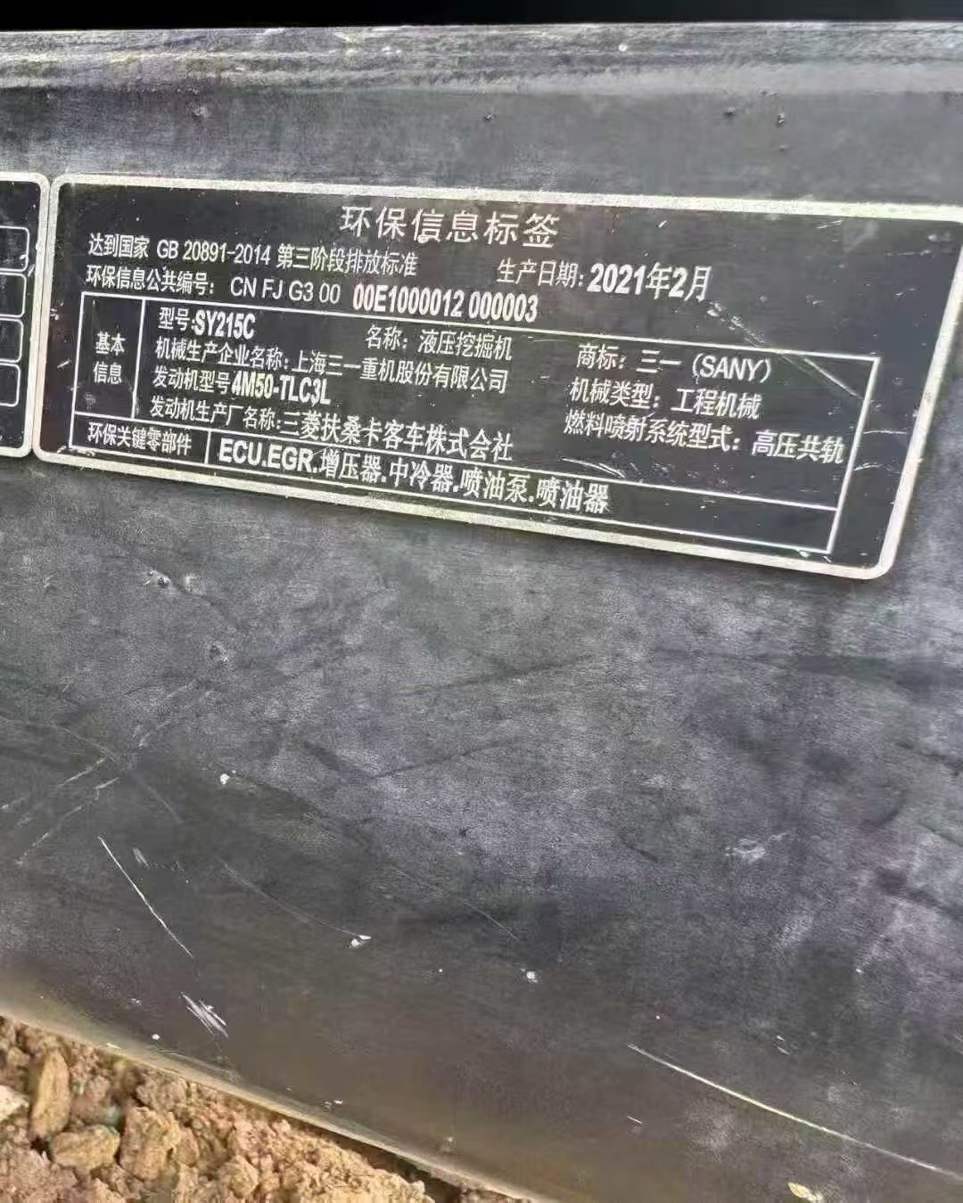 环保信息标签
达到国家 GB 20891-2014 第三阶段排放标准 生产日期: 2021年2月
环保信息公共编号: CN FJ G3 00 00E1000012 000003
基本信息
型号:SY215C 名称: 液压挖掘机 商标: 三一 (SANY)
机械生产企业名称: 上海三一重机股份有限公司 机械类型: 工程机械
发动机型号 4M50-TLC3L 燃料喷射系统型式: 高压共轨
发动机生产厂名称: 三菱扶桑卡客车株式会社
环保关键零部件 ECU.EGR.增压器.中冷器.喷油泵.喷油器